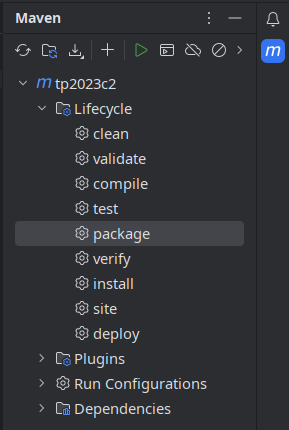 Maven
m tp2023c2
Lifecycle
clean
validate
compile
test
package
verify
install
site
deploy
Plugins
Run Configurations
Dependencies
m